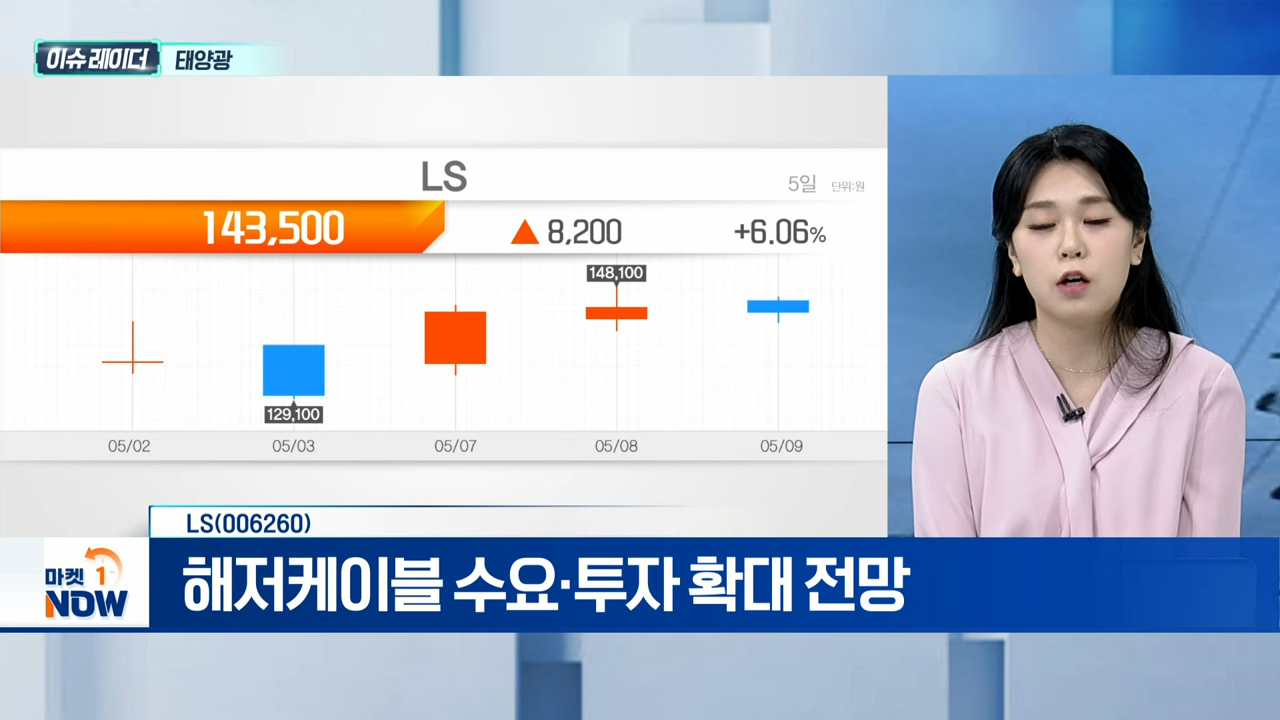 이슈 레이더 태양광
LS
5일 단위:원
143,500 ▲ 8,200 +6.06%
148,100
129,100
05/02 05/03 05/07 05/08 05/09
LS(006260)
마켓 1
NOW
해저케이블 수요·투자 확대 전망